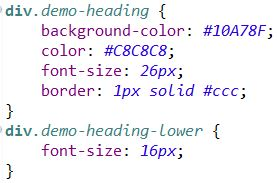 div.demo-heading {
    background-color: #10A78F;
    color: #C8C8C8;
    font-size: 26px;
    border: 1px solid #ccc;
}
div.demo-heading-lower {
    font-size: 16px;
}